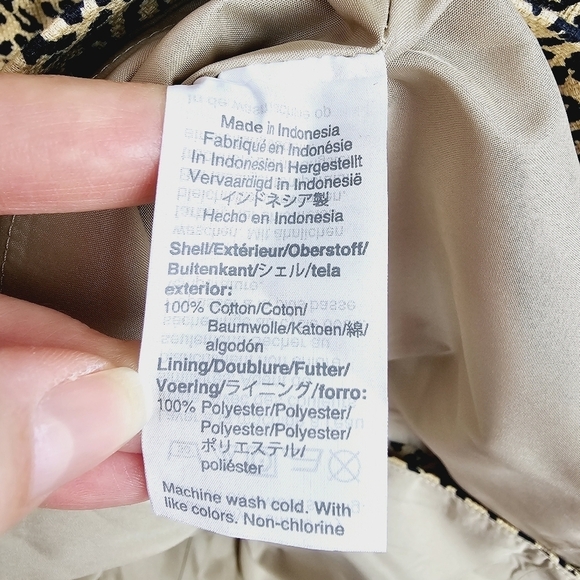 Made in Indonesia
Fabriqué en Indonésie
In Indonesien Hergestellt
Vervaardigd in Indonesië
インドネシア製
Hecho en Indonesia
Shell/Extérieur/Oberstoff/
Buitenkant/シェル/tela
exterior:
100% Cotton/Coton/
Baumwolle/Katoen/綿/
algodón
Lining/Doublure/Futter/
Voering/ライニング/forro:
100% Polyester/Polyester/
Polyester/Polyester/
ポリエステル/
poliéster
Machine wash cold. With
like colors. Non-chlorine